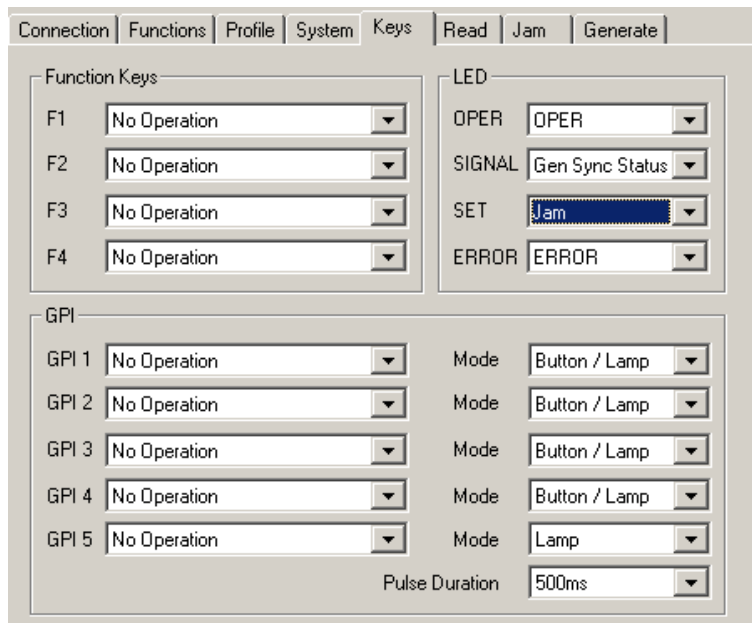 Connection Functions Profile System Keys Read Jam Generate
Function Keys
F1 No Operation
F2 No Operation
F3 No Operation
F4 No Operation
LED
OPER OPER
SIGNAL Gen Sync Status
SET Jam
ERROR ERROR
GPI
GPI 1 No Operation Mode Button / Lamp
GPI 2 No Operation Mode Button / Lamp
GPI 3 No Operation Mode Button / Lamp
GPI 4 No Operation Mode Button / Lamp
GPI 5 No Operation Mode Lamp
Pulse Duration 500ms